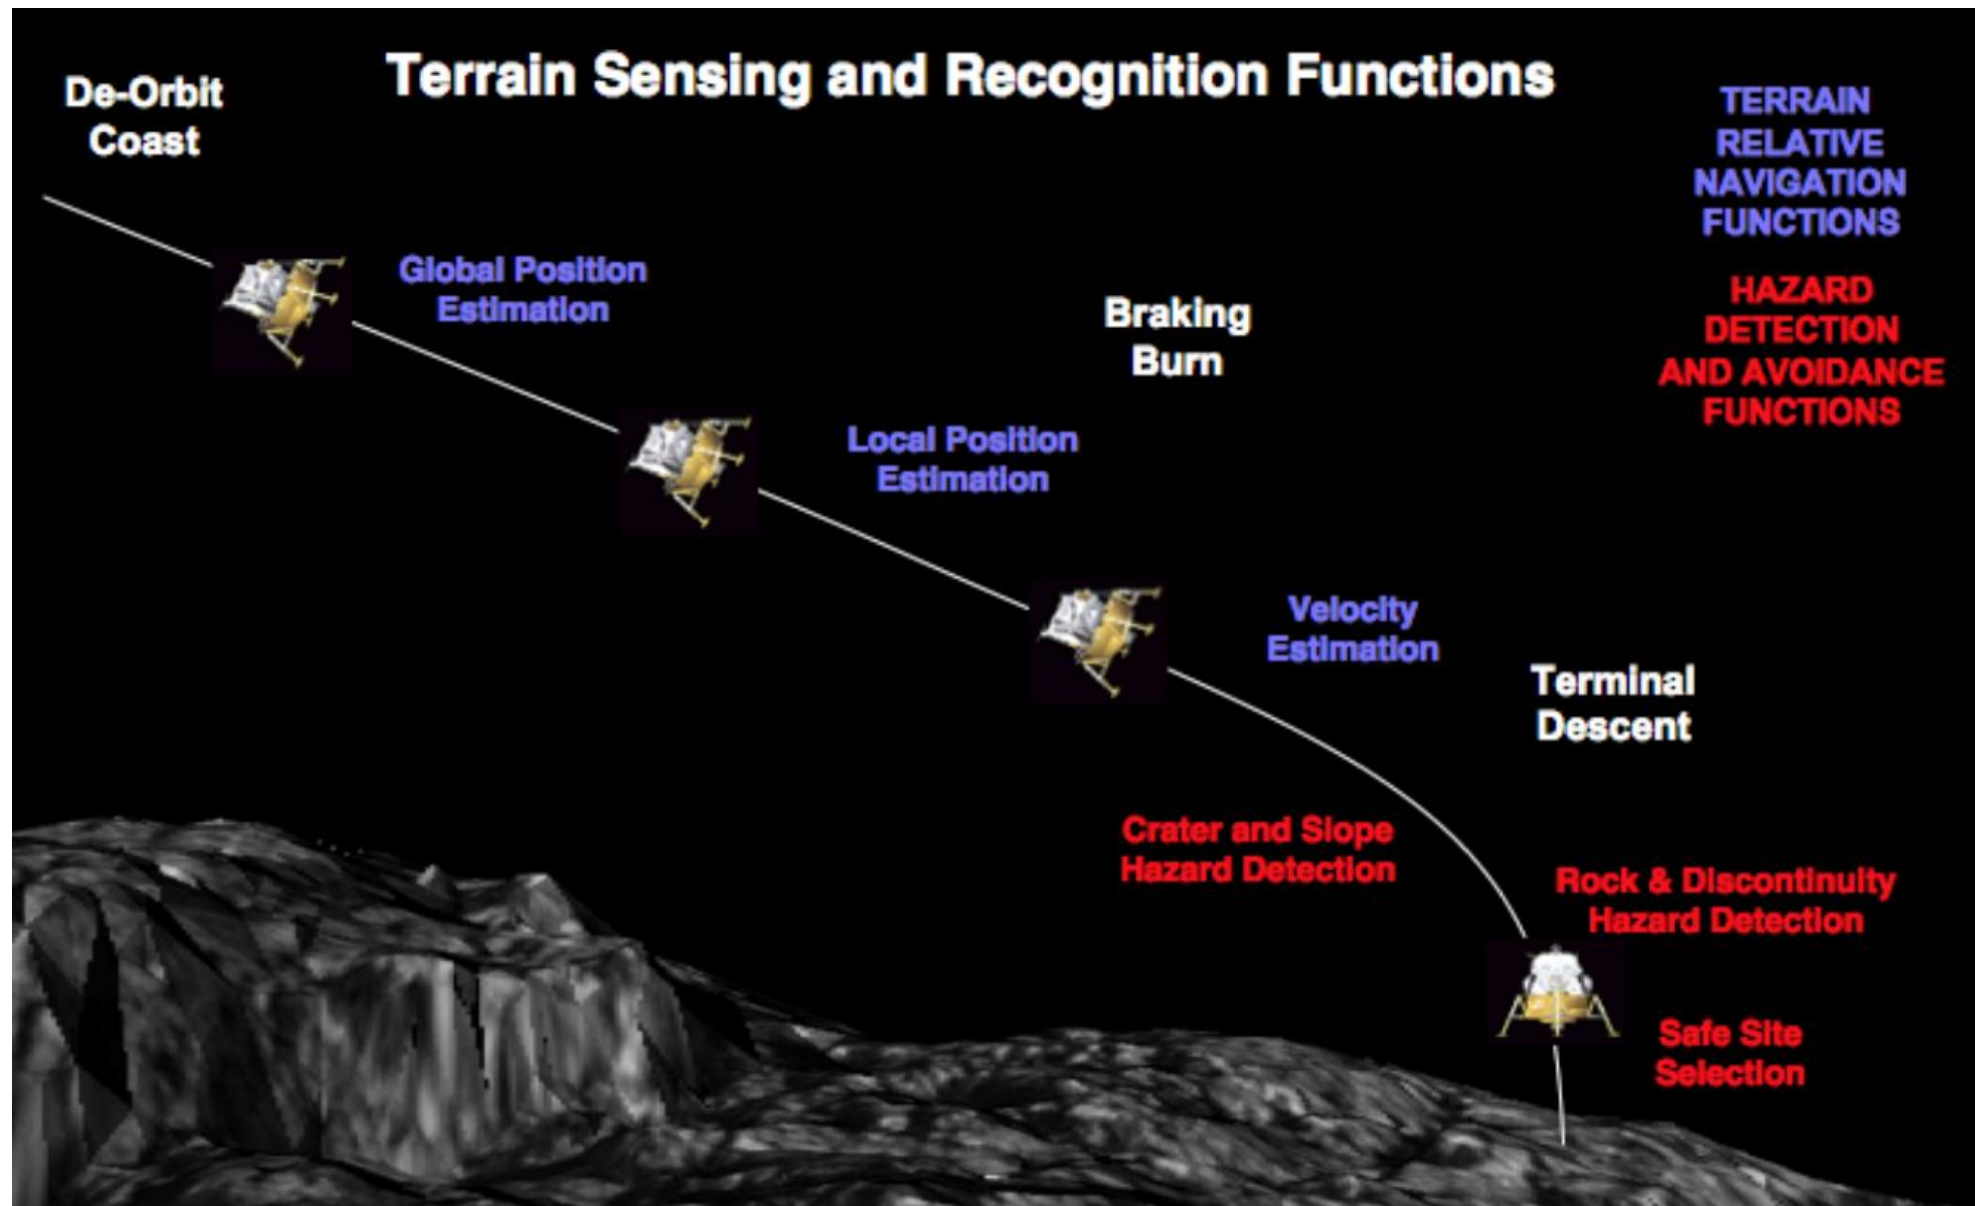 De-Orbit
Coast
Terrain Sensing and Recognition Functions
TERRAIN
RELATIVE
NAVIGATION
FUNCTIONS
HAZARD
DETECTION
AND AVOIDANCE
FUNCTIONS
Global Position
Estimation
Braking
Burn
Local Position
Estimation
Velocity
Estimation
Terminal
Descent
Crater and Slope
Hazard Detection
Rock & Discontinuity
Hazard Detection
Safe Site
Selection